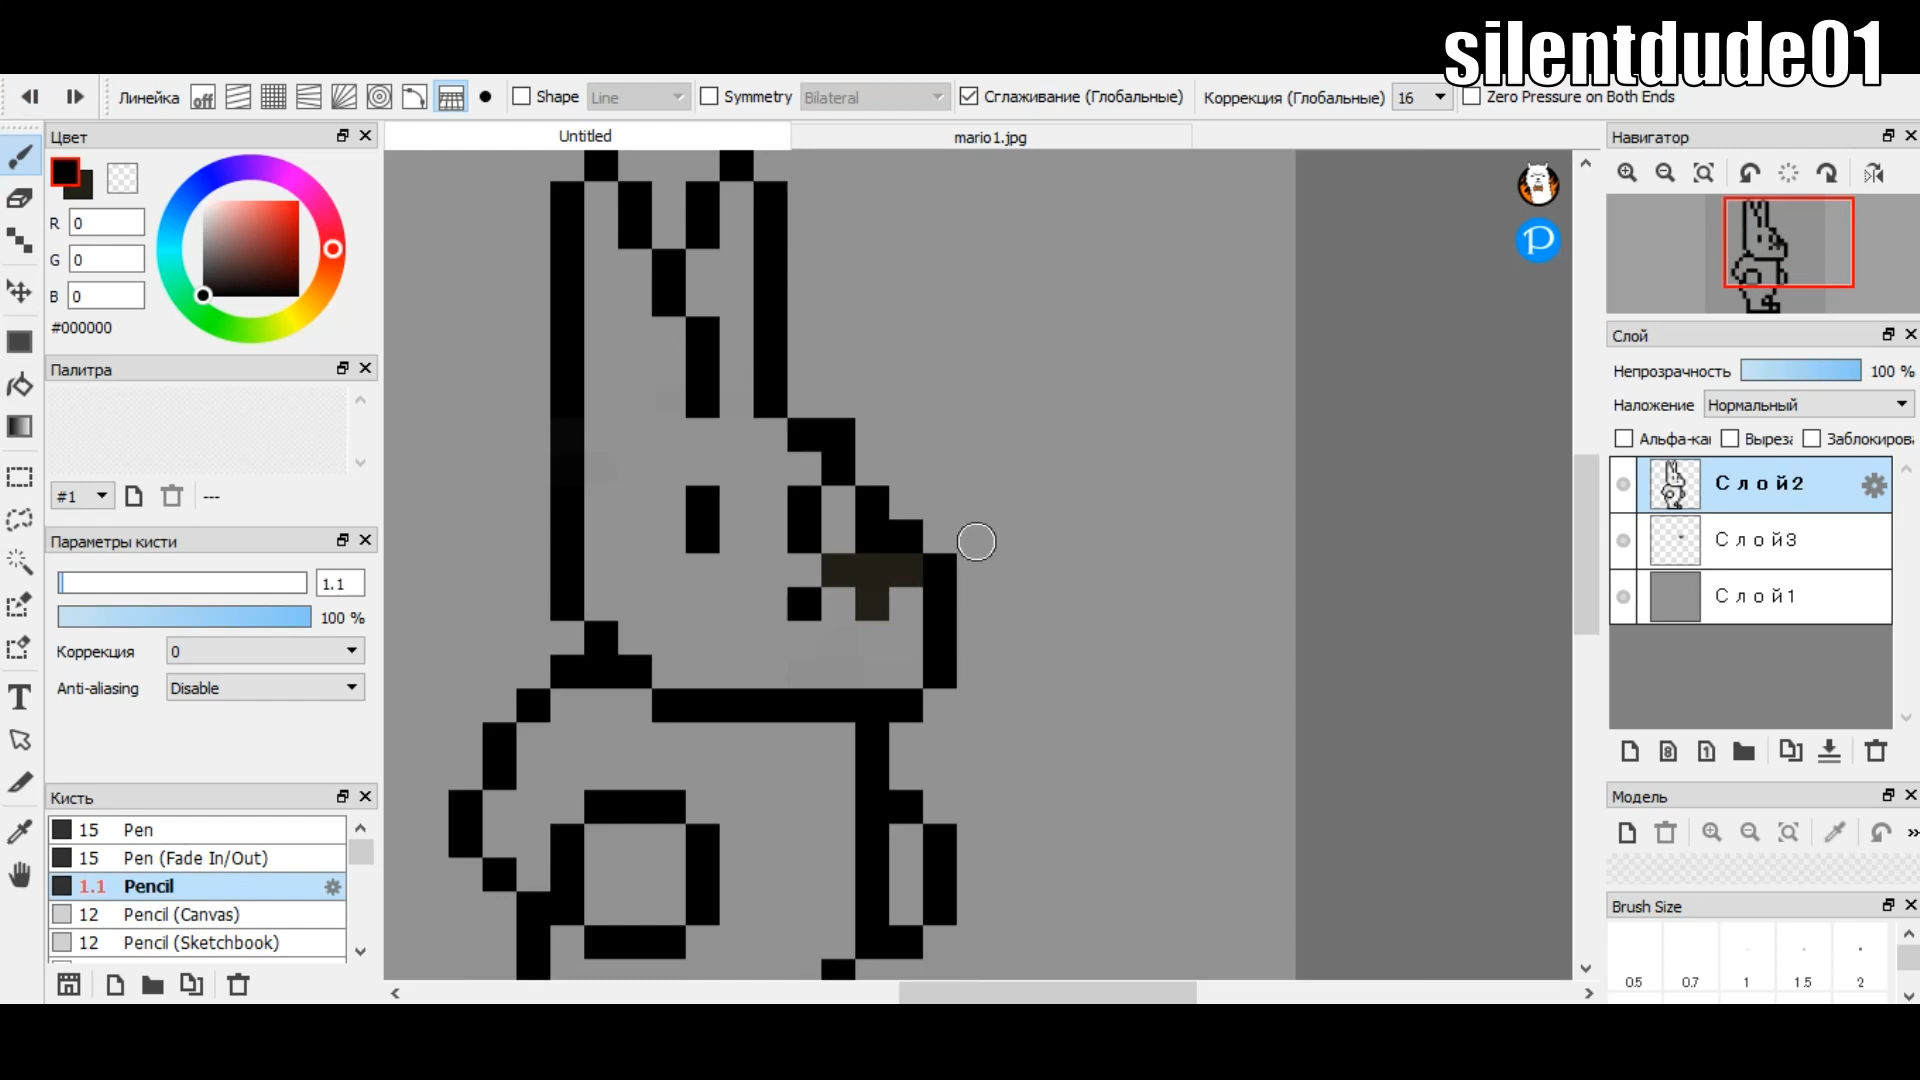 silentdude01
Линейка off Shape Line Symmetry Bilateral Сглаживание (Глобальные) Коррекция (Глобальные) 16 Zero Pressure on Both Ends
Цвет
Untitled
mario1.jpg
Навигатор
R 0
G 0
B 0
#000000
Слой
Непрозрачность 100 %
Палитра
Наложение Нормальный
Альфа-ка Выреза Заблокирова
Слой2
#1 ---
Слой3
Параметры кисти
1.1
Слой1
100 %
Коррекция 0
Anti-aliasing Disable
8 1
Кисть
Модель
15 Pen
15 Pen (Fade In/Out)
1.1 Pencil
12 Pencil (Canvas)
12 Pencil (Sketchbook)
Brush Size
0.5 0.7 1 1.5 2
T
P